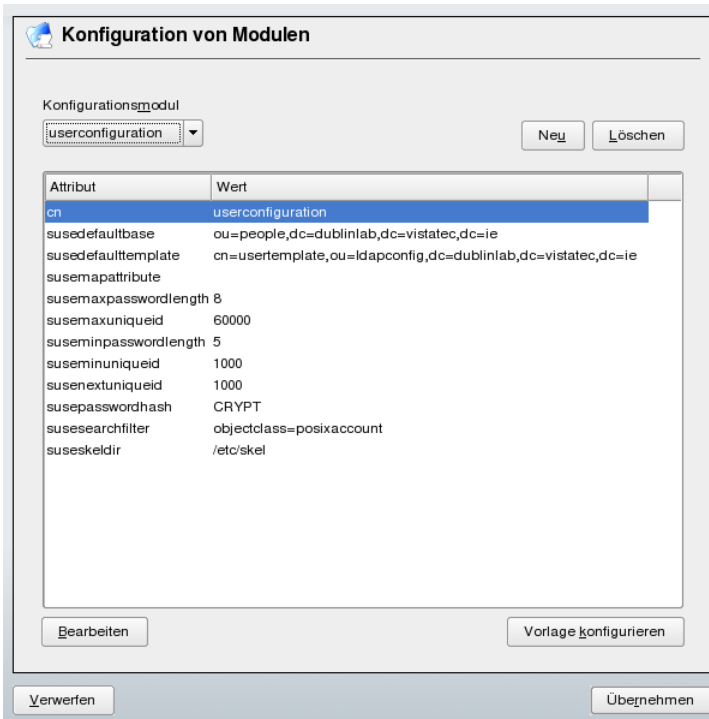 Konfiguration von Modulen
Konfigurationsmodul
userconfiguration
Neu Löschen
Attribut Wert
cn userconfiguration
susedefaultbase ou=people,dc=dublinlab,dc=vistatec,dc=ie
susedefaulttemplate cn=usertemplate,ou=ldapconfig,dc=dublinlab,dc=vistatec,dc=ie
susemapattribute
susemaxpasswordlength 8
susemaxuniqueid 60000
suseminpasswordlength 5
suseminuniqueid 1000
susenextuniqueid 1000
susepasswordhash CRYPT
susesearchfilter objectclass=posixaccount
suseskeldir /etc/skel
Bearbeiten Vorlage konfigurieren
Verwerfen Übernehmen